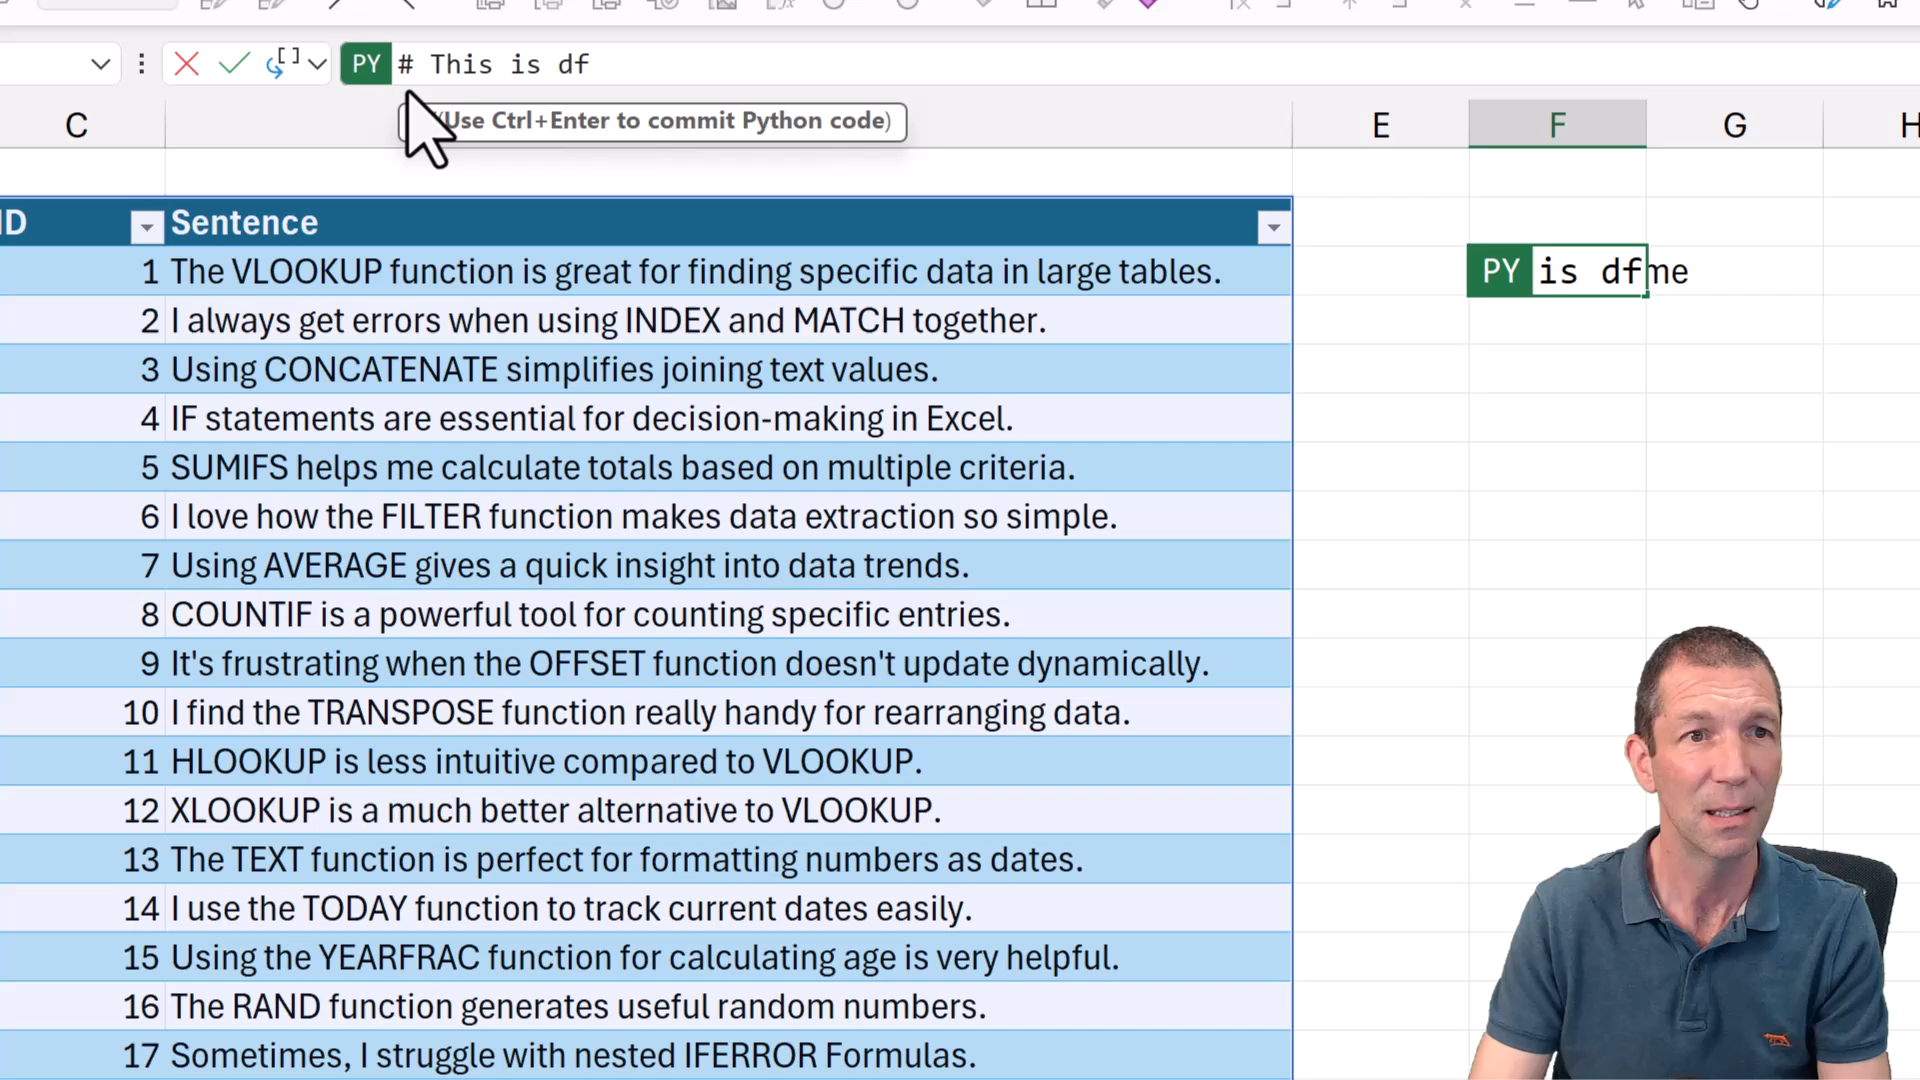 PY # This is df
Use Ctrl+Enter to commit Python code)
C E F G H
ID Sentence
1 The VLOOKUP function is great for finding specific data in large tables.
PY is dfme
2 I always get errors when using INDEX and MATCH together.
3 Using CONCATENATE simplifies joining text values.
4 IF statements are essential for decision-making in Excel.
5 SUMIFS helps me calculate totals based on multiple criteria.
6 I love how the FILTER function makes data extraction so simple.
7 Using AVERAGE gives a quick insight into data trends.
8 COUNTIF is a powerful tool for counting specific entries.
9 It's frustrating when the OFFSET function doesn't update dynamically.
10 I find the TRANSPOSE function really handy for rearranging data.
11 HLOOKUP is less intuitive compared to VLOOKUP.
12 XLOOKUP is a much better alternative to VLOOKUP.
13 The TEXT function is perfect for formatting numbers as dates.
14 I use the TODAY function to track current dates easily.
15 Using the YEARFRAC function for calculating age is very helpful.
16 The RAND function generates useful random numbers.
17 Sometimes, I struggle with nested IFERROR Formulas.